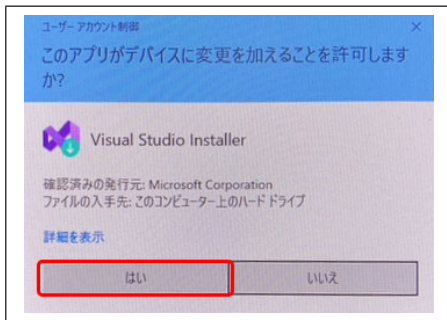 ユーザー アカウント制御
このアプリがデバイスに変更を加えることを許可します
か?
Visual Studio Installer
確認済みの発行元: Microsoft Corporation
ファイルの入手先: このコンピューター上のハード ドライブ
詳細を表示
はい
いいえ